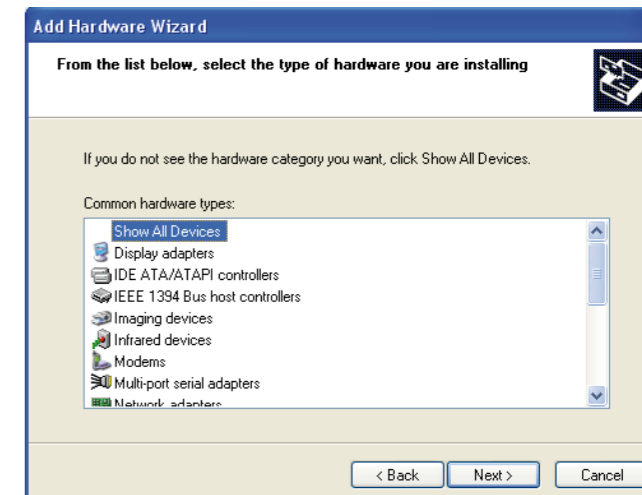 Add Hardware Wizard
From the list below, select the type of hardware you are installing
If you do not see the hardware category you want, click Show All Devices.
Common hardware types:
Show All Devices
Display adapters
IDE ATA/ATAPI controllers
IEEE 1394 Bus host controllers
Imaging devices
Infrared devices
Modems
Multi-port serial adapters
Network adapters
< Back Next > Cancel